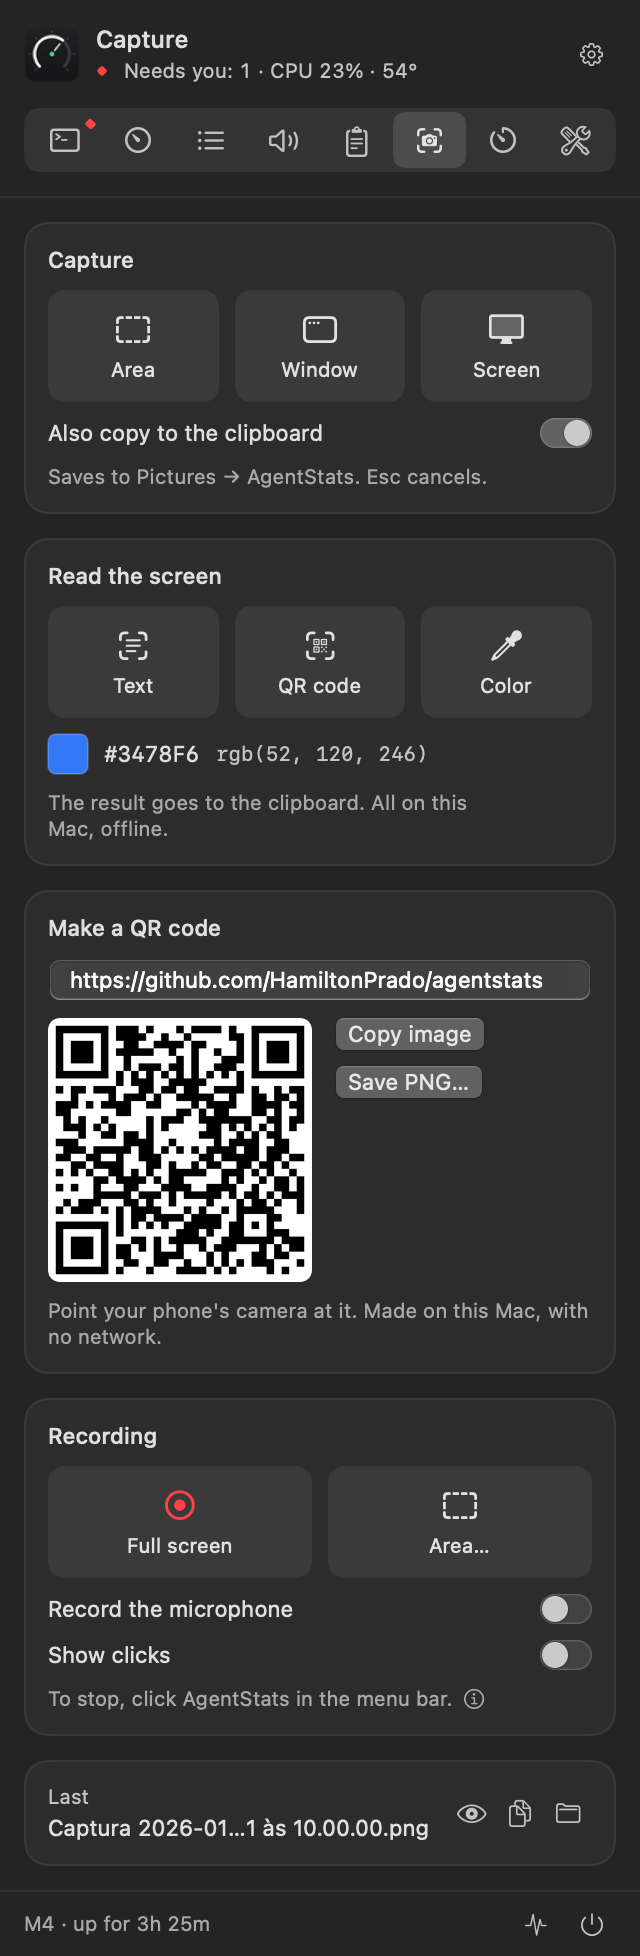 Capture
Needs you: 1 · CPU 23% · 54°
Capture
Area
Window
Screen
Also copy to the clipboard
Saves to Pictures → AgentStats. Esc cancels.
Read the screen
Text
QR code
Color
#3478F6 rgb(52, 120, 246)
The result goes to the clipboard. All on this
Mac, offline.
Make a QR code
https://github.com/HamiltonPrado/agentstats
Copy image
Save PNG...
Point your phone's camera at it. Made on this Mac, with
no network.
Recording
Full screen
Area...
Record the microphone
Show clicks
To stop, click AgentStats in the menu bar.
Last
Captura 2026-01...1 às 10.00.00.png
M4 · up for 3h 25m